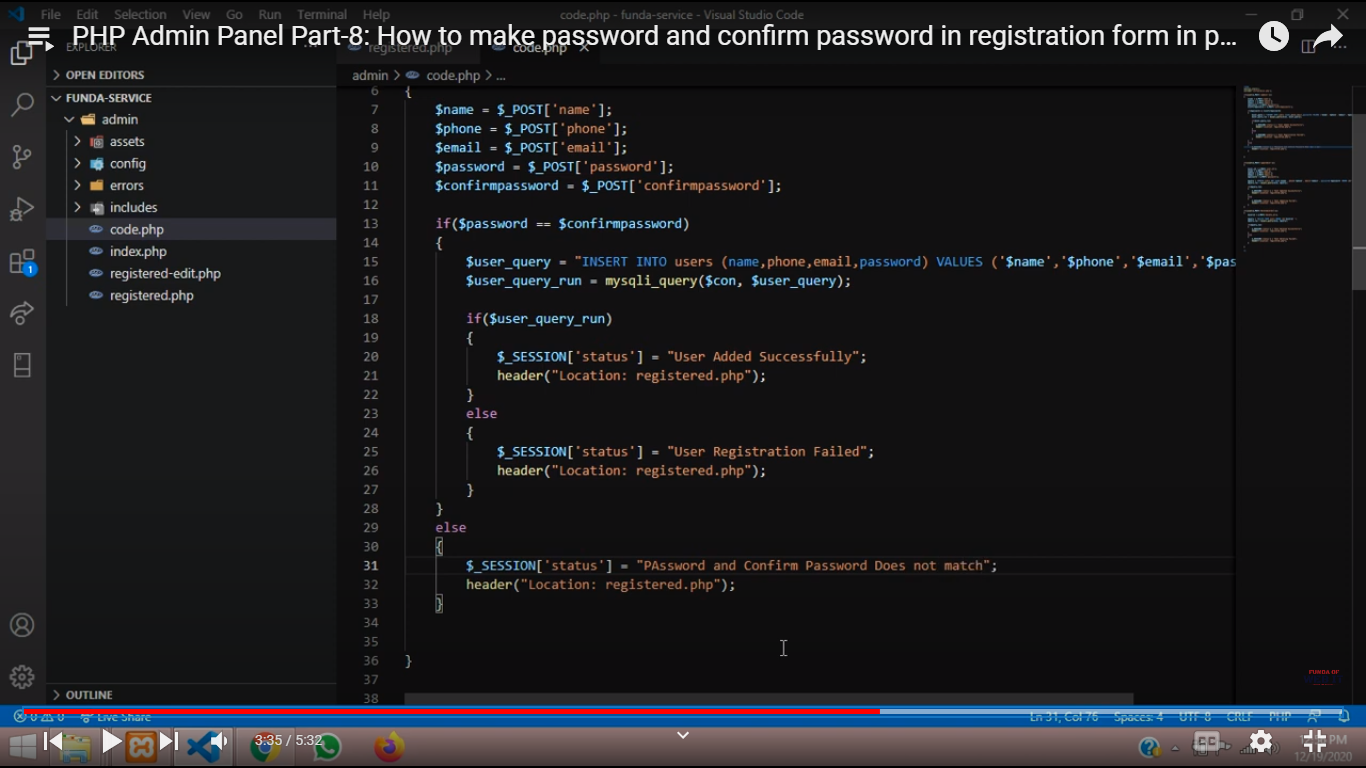 File Edit Selection View Go Run Terminal Help code.php - funda-service - Visual Studio Code
PHP Admin Panel Part-8: How to make password and confirm password in registration form in p...
EXPLORER
registered.php
code.php
OPEN EDITORS
FUNDA-SERVICE
admin
assets
config
errors
includes
code.php
index.php
registered-edit.php
registered.php
OUTLINE
admin > code.php > ...
6 {
7 $name = $_POST['name'];
8 $phone = $_POST['phone'];
9 $email = $_POST['email'];
10 $password = $_POST['password'];
11 $confirmpassword = $_POST['confirmpassword'];
12
13 if($password == $confirmpassword)
14 {
15 $user_query = "INSERT INTO users (name,phone,email,password) VALUES ('$name','$phone','$email','$pas
16 $user_query_run = mysqli_query($con, $user_query);
17
18 if($user_query_run)
19 {
20 $_SESSION['status'] = "User Added Successfully";
21 header("Location: registered.php");
22 }
23 else
24 {
25 $_SESSION['status'] = "User Registration Failed";
26 header("Location: registered.php");
27 }
28 }
29 else
30 {
31 $_SESSION['status'] = "PAssword and Confirm Password Does not match";
32 header("Location: registered.php");
33 }
34
35
36 }
37
38
1
FUNDA OF
0 0 Live Share Ln 31, Col 76 Spaces: 4 UTF-8 CRLF PHP
3:35 / 5:32
CC
PM
12/19/2020